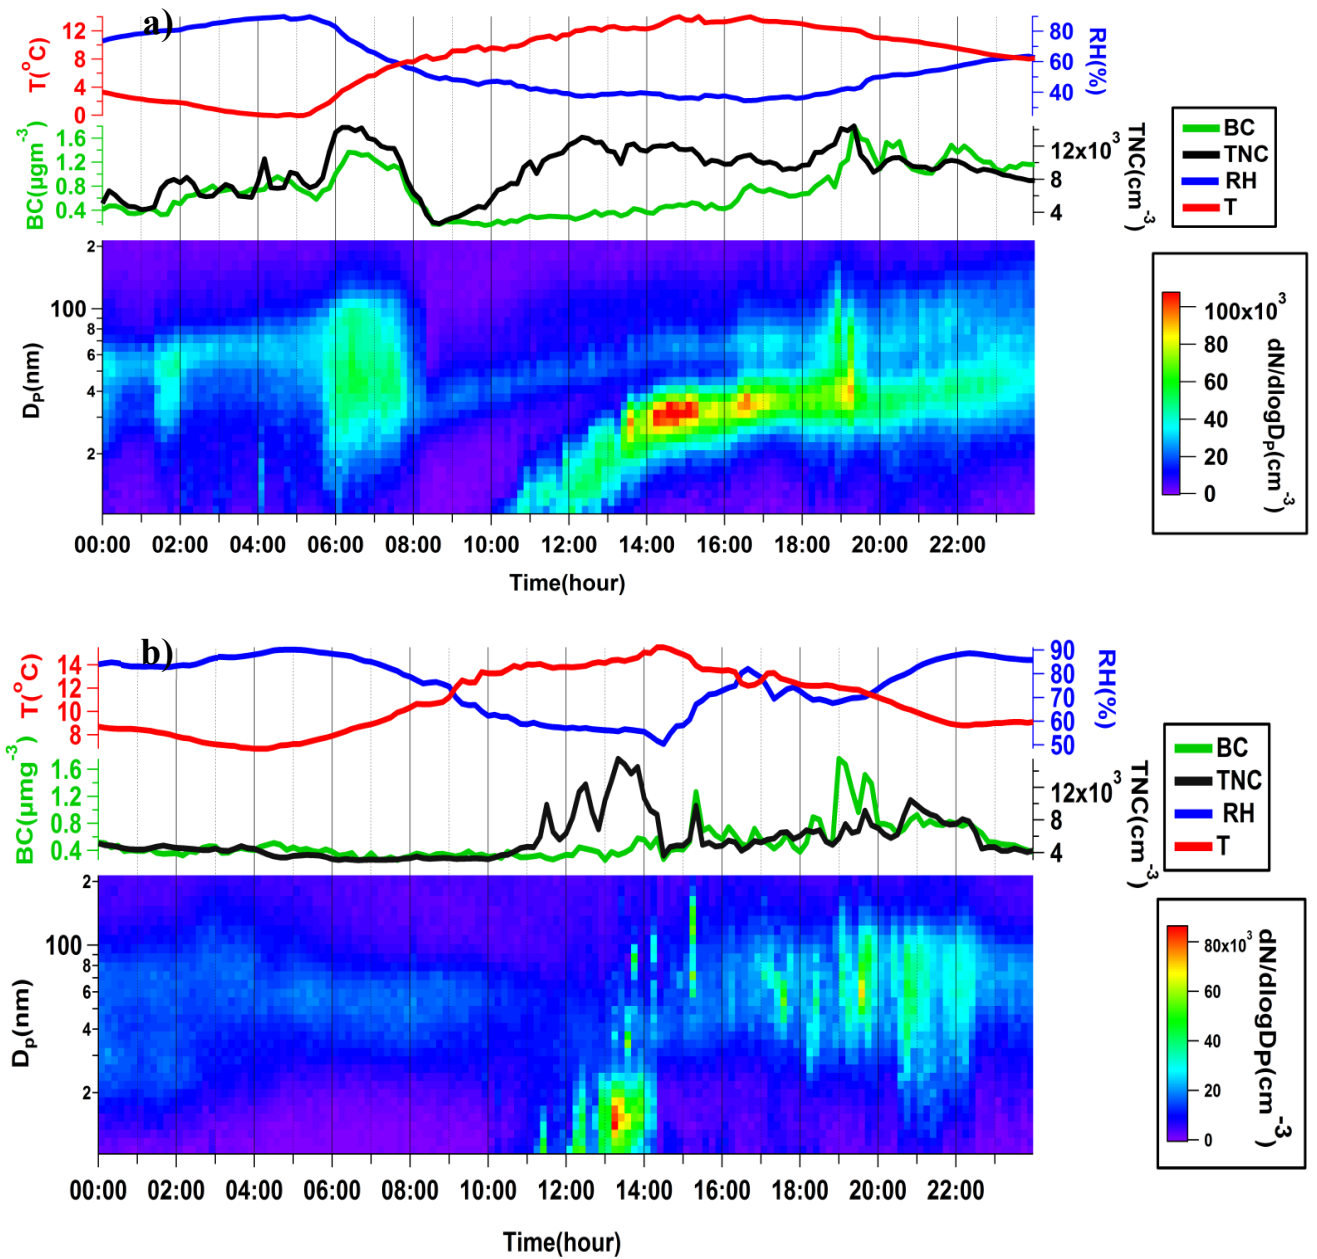 a)
T(°C)
12
8
4
0
RH(%)
80
60
40
BC(µgm⁻³)
1.6
1.2
0.8
0.4
TNC(cm⁻³)
12x10³
8
4
BC
TNC
RH
T
Dₚ(nm)
2
100
8
6
4
2
100x10³
80
60
40
20
0
dN/dlogDₚ(cm⁻³)
00:00 02:00 04:00 06:00 08:00 10:00 12:00 14:00 16:00 18:00 20:00 22:00
Time(hour)
b)
T(°C)
14
12
10
8
RH(%)
90
80
70
60
50
BC(µmg⁻³)
1.6
1.2
0.8
0.4
TNC(cm⁻³)
12x10³
8
4
BC
TNC
RH
T
Dₚ(nm)
2
100
8
6
4
2
80x10³
60
40
20
0
dN/dlogDₚ(cm⁻³)
00:00 02:00 04:00 06:00 08:00 10:00 12:00 14:00 16:00 18:00 20:00 22:00
Time(hour)